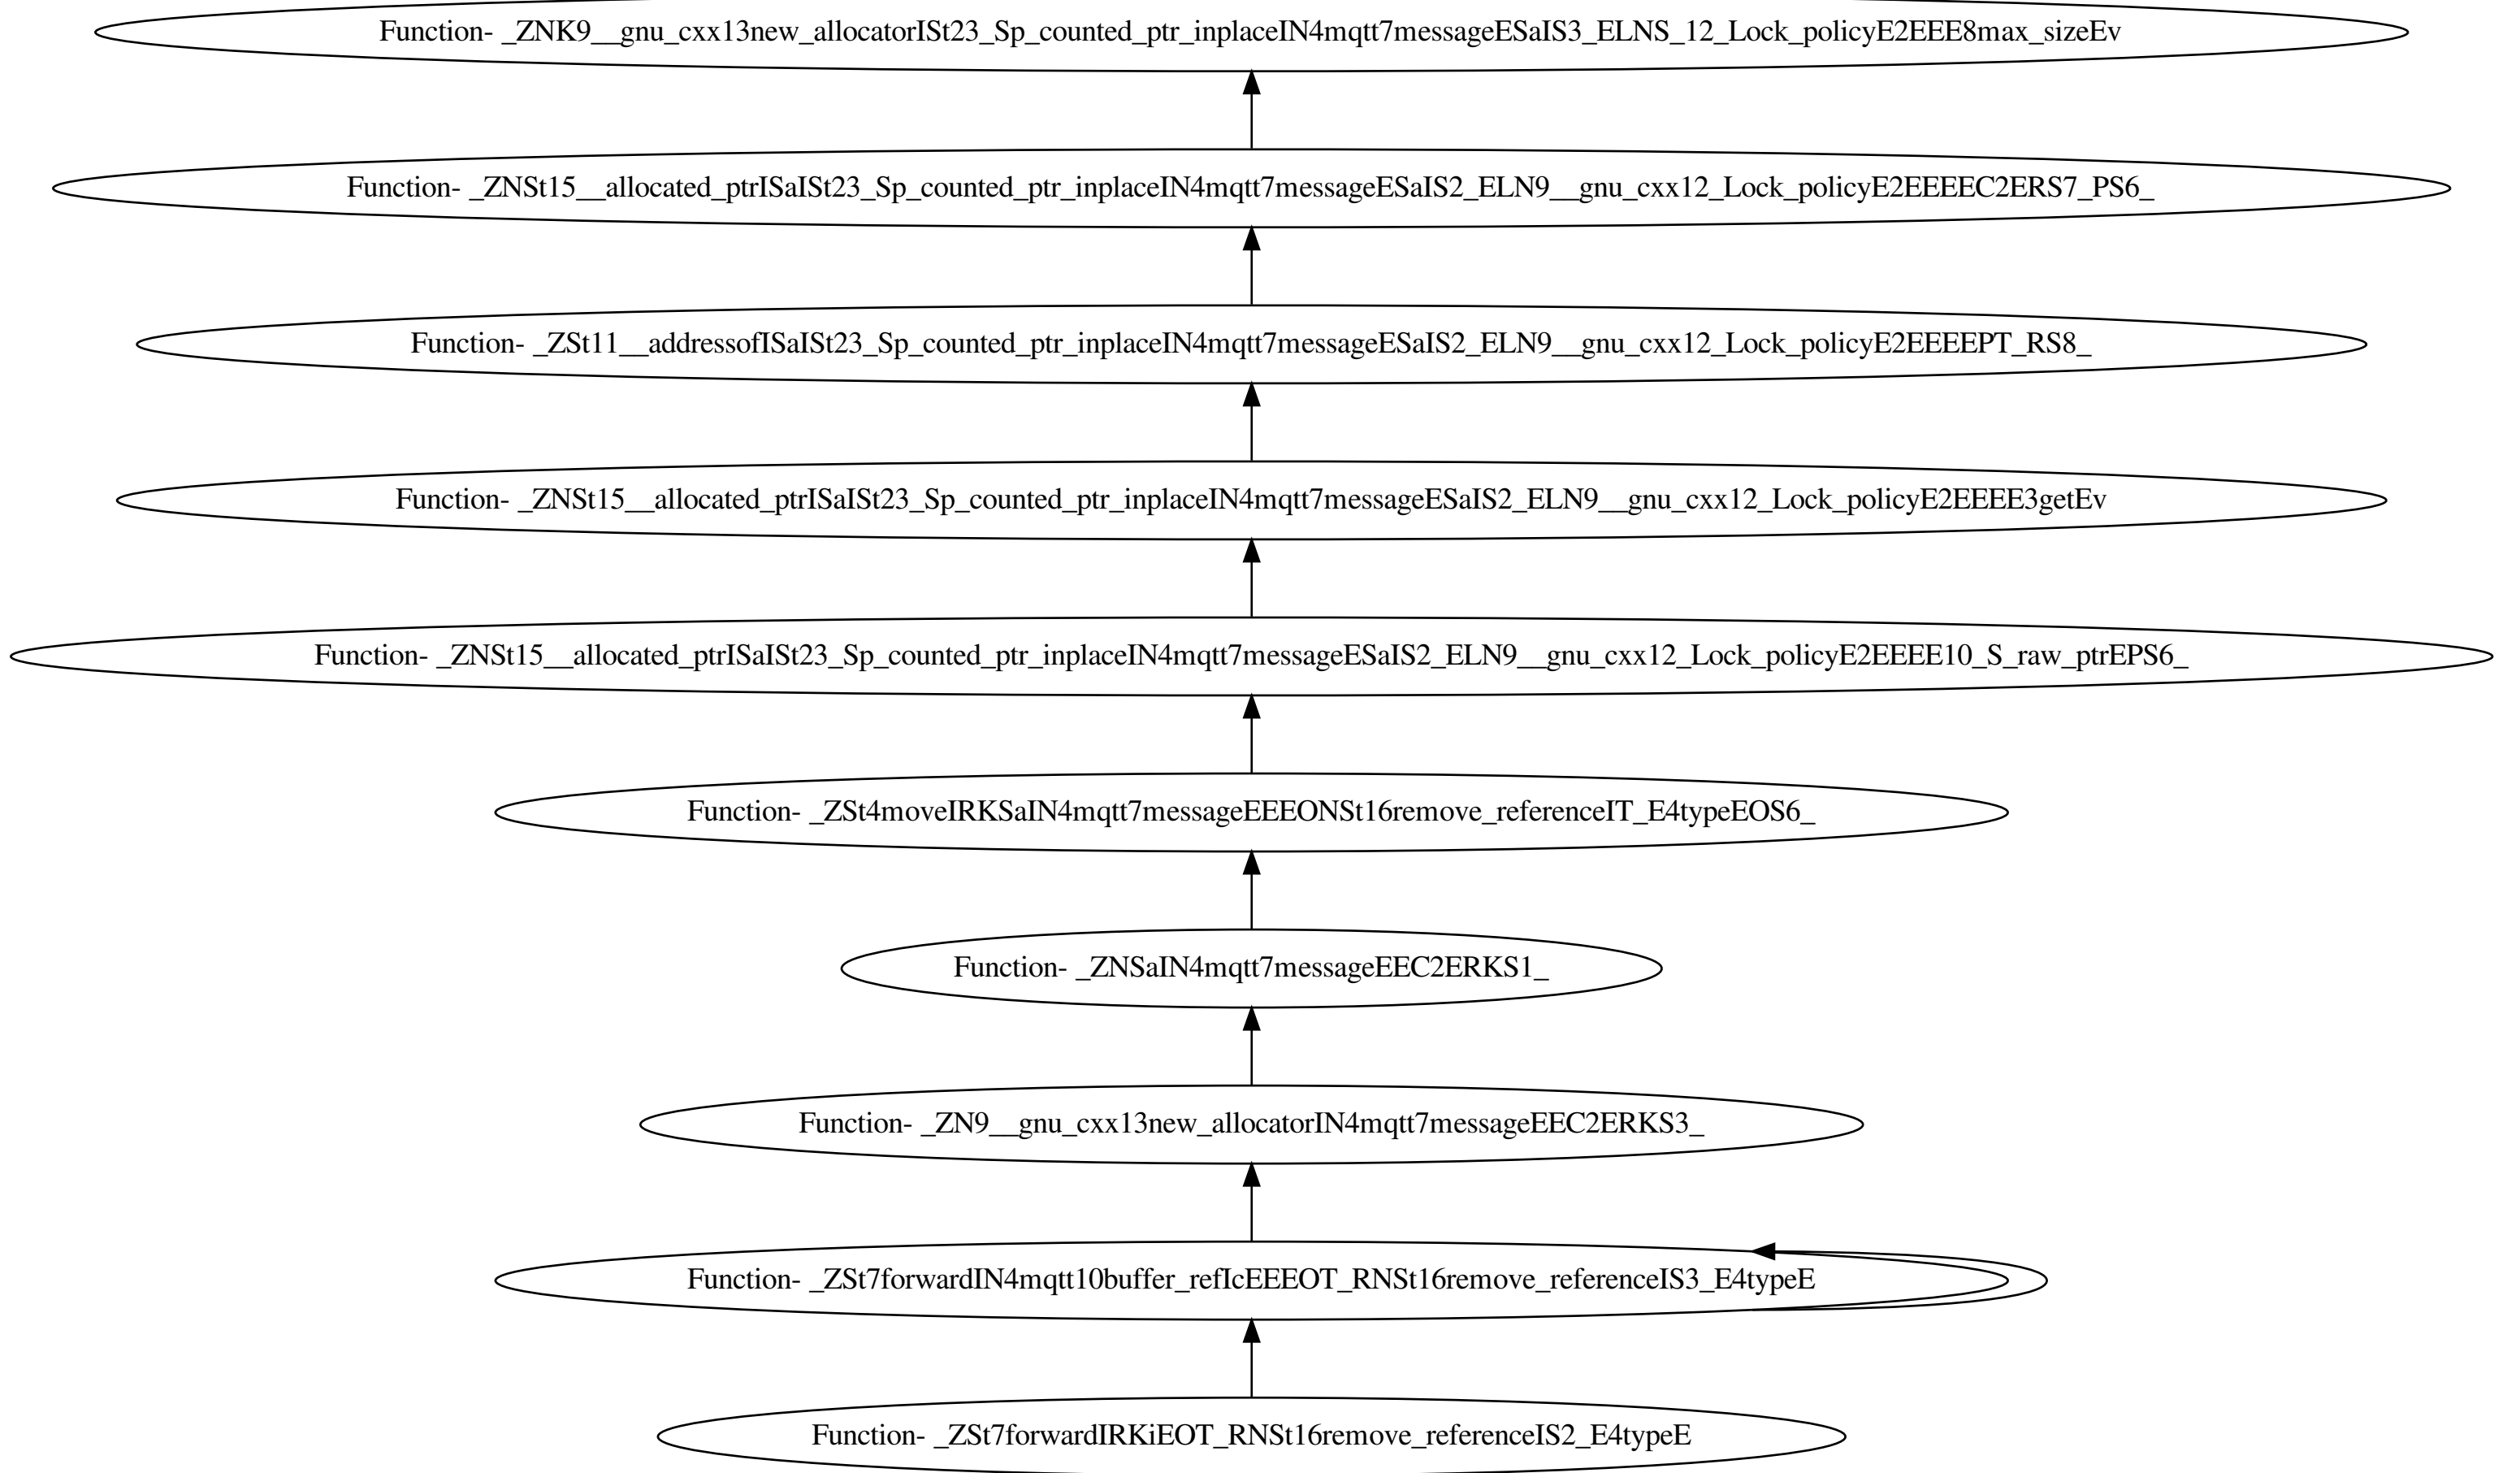 Function- _ZNK9__gnu_cxx13new_allocatorISt23_Sp_counted_ptr_inplaceIN4mqtt7messageESaIS3_ELNS_12_Lock_policyE2EEE8max_sizeEv
Function- _ZNSt15__allocated_ptrISaISt23_Sp_counted_ptr_inplaceIN4mqtt7messageESaIS2_ELN9__gnu_cxx12_Lock_policyE2EEEEC2ERS7_PS6_
Function- _ZSt11__addressofISaISt23_Sp_counted_ptr_inplaceIN4mqtt7messageESaIS2_ELN9__gnu_cxx12_Lock_policyE2EEEEPT_RS8_
Function- _ZNSt15__allocated_ptrISaISt23_Sp_counted_ptr_inplaceIN4mqtt7messageESaIS2_ELN9__gnu_cxx12_Lock_policyE2EEEE3getEv
Function- _ZNSt15__allocated_ptrISaISt23_Sp_counted_ptr_inplaceIN4mqtt7messageESaIS2_ELN9__gnu_cxx12_Lock_policyE2EEEE10_S_raw_ptrEPS6_
Function- _ZSt4moveIRKSaIN4mqtt7messageEEEONSt16remove_referenceIT_E4typeEOS6_
Function- _ZNSaIN4mqtt7messageEEC2ERKS1_
Function- _ZN9__gnu_cxx13new_allocatorIN4mqtt7messageEEC2ERKS3_
Function- _ZSt7forwardIN4mqtt10buffer_refIcEEEOT_RNSt16remove_referenceIS3_E4typeE
Function- _ZSt7forwardIRKiEOT_RNSt16remove_referenceIS2_E4typeE